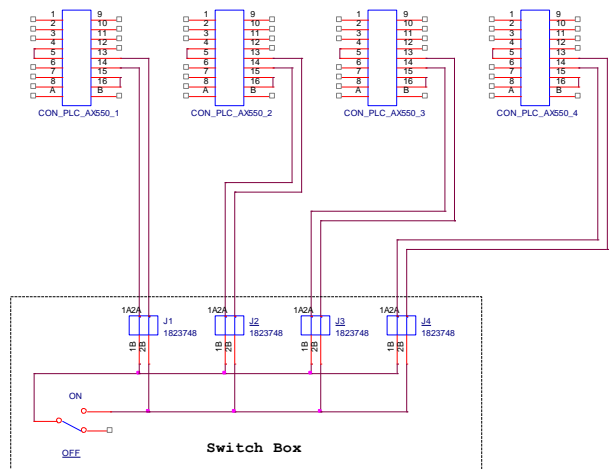 1 9
2 10
3 11
4 12
5 13
6 14
7 15
8 16
A B
CON_PLC_AX550_1
1 9
2 10
3 11
4 12
5 13
6 14
7 15
8 16
A B
CON_PLC_AX550_2
1 9
2 10
3 11
4 12
5 13
6 14
7 15
8 16
A B
CON_PLC_AX550_3
1 9
2 10
3 11
4 12
5 13
6 14
7 15
8 16
A B
CON_PLC_AX550_4
1A2A
J1
1823748
1B
2B
1A2A
J2
1823748
1B
2B
1A2A
J3
1823748
1B
2B
1A2A
J4
1823748
1B
2B
ON
OFF
Switch Box